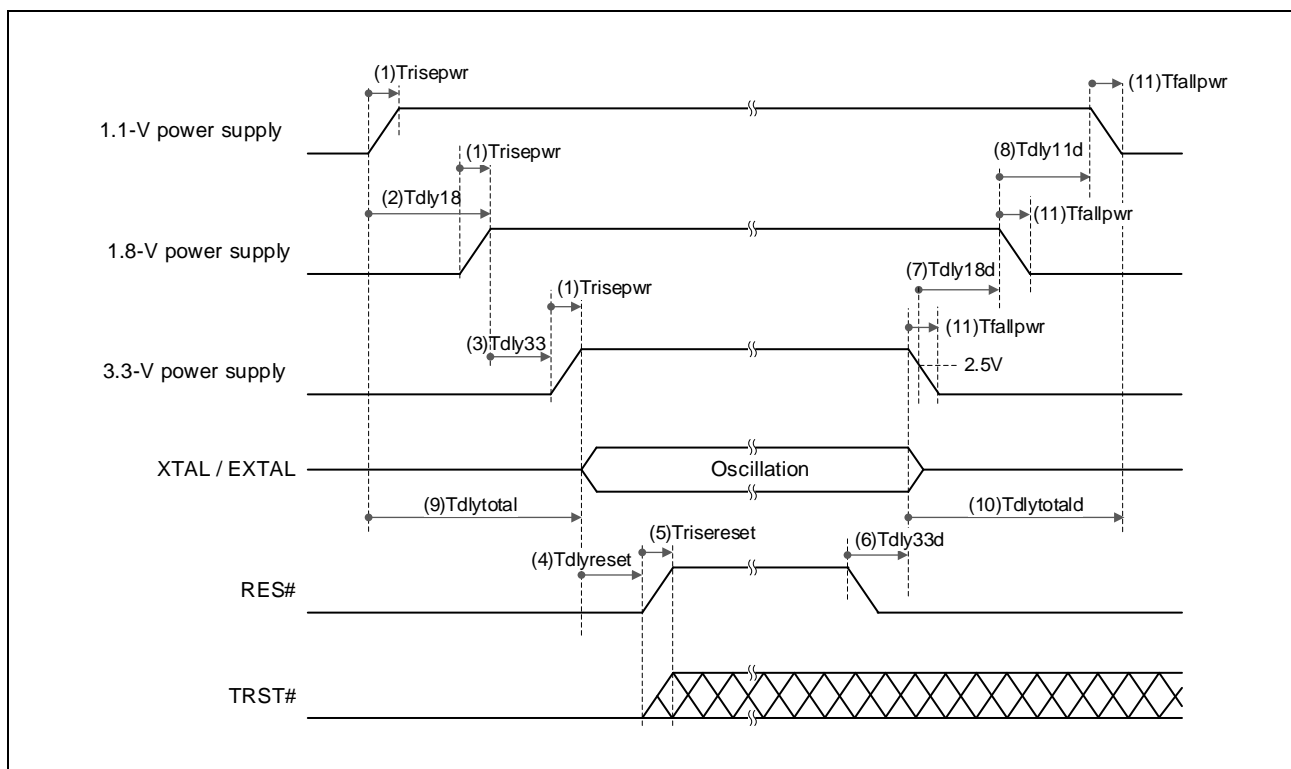 (1)Trisepwr
(11)Tfallpwr
1.1-V power supply
(1)Trisepwr
(8)Tdly11d
(2)Tdly18
(11)Tfallpwr
1.8-V power supply
(7)Tdly18d
(1)Trisepwr
(11)Tfallpwr
(3)Tdly33
3.3-V power supply
2.5V
XTAL / EXTAL
Oscillation
(9)Tdlytotal
(10)Tdlytotald
(5)Trisereset
(6)Tdly33d
(4)Tdlyreset
RES#
TRST#